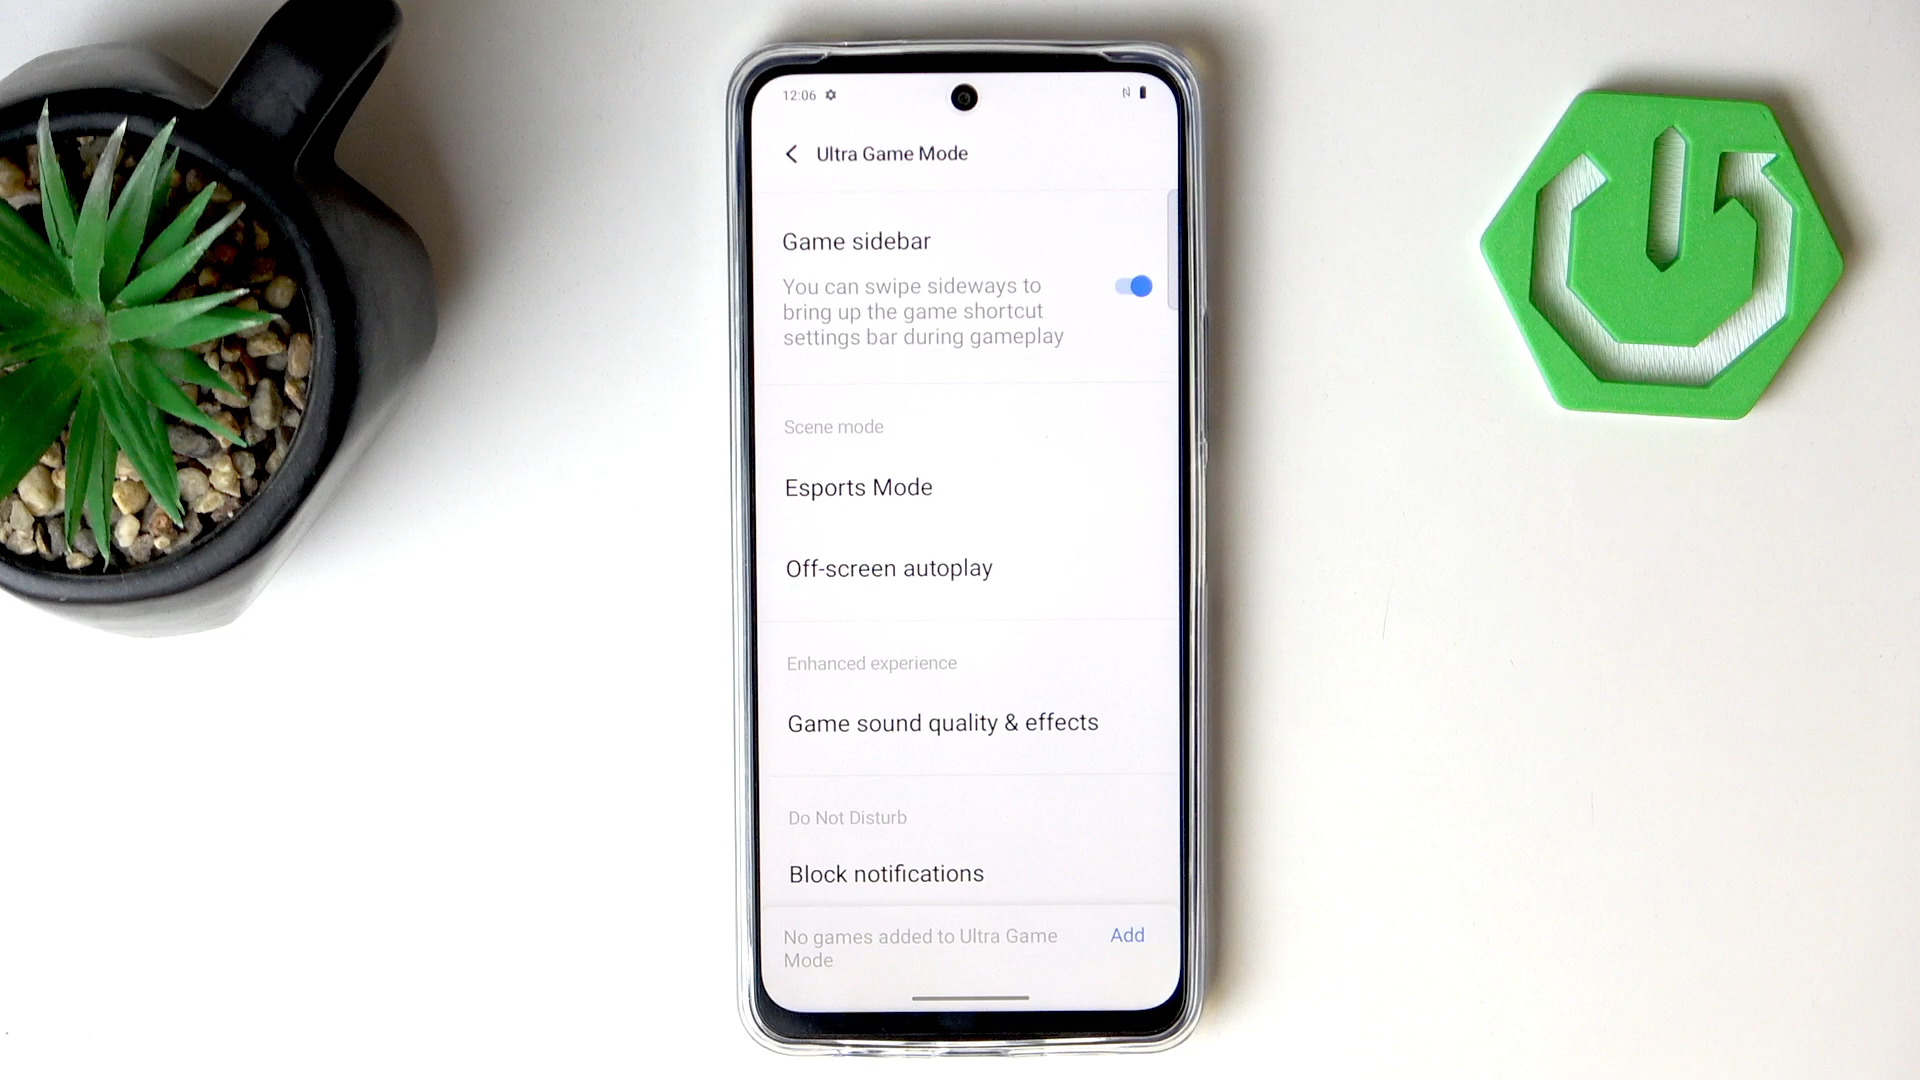 12:06
Ultra Game Mode
Game sidebar
You can swipe sideways to
bring up the game shortcut
settings bar during gameplay
Scene mode
Esports Mode
Off-screen autoplay
Enhanced experience
Game sound quality & effects
Do Not Disturb
Block notifications
No games added to Ultra Game
Mode
Add